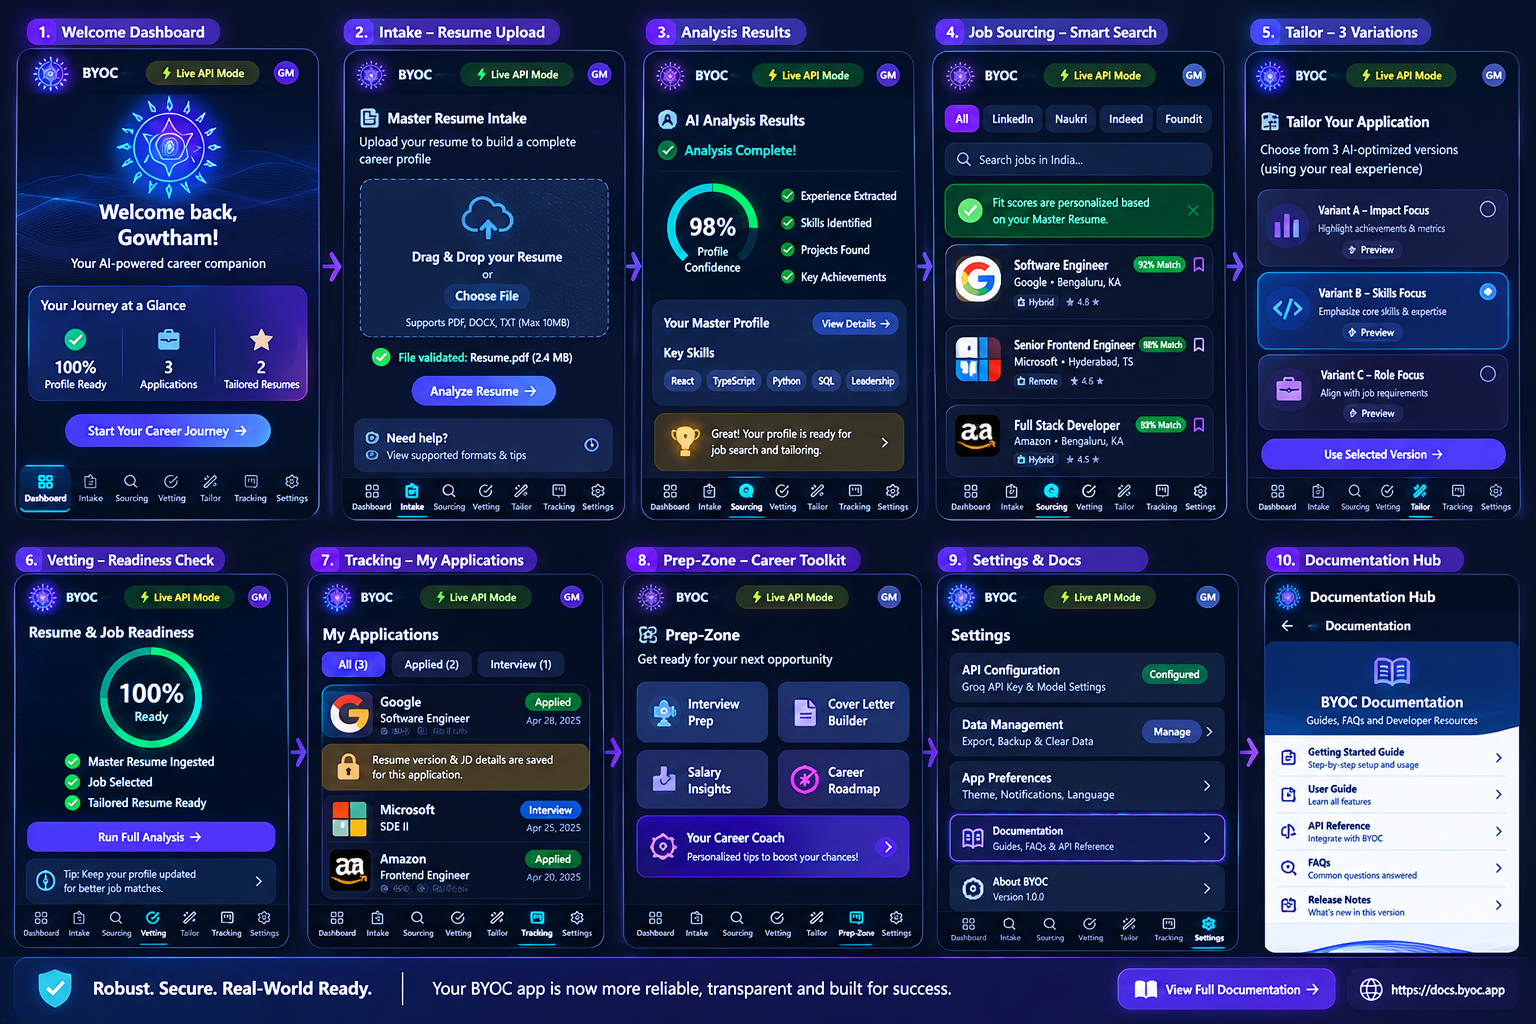 1. Welcome Dashboard
BYOC
Live API Mode
GM
Welcome back,
Gowtham!
Your AI-powered career companion
Your Journey at a Glance
100%
Profile Ready
3
Applications
2
Tailored Resumes
Start Your Career Journey →
Dashboard Intake Sourcing Vetting Tailor Tracking Settings
2. Intake – Resume Upload
BYOC
Live API Mode
GM
Master Resume Intake
Upload your resume to build a complete
career profile
Drag & Drop your Resume
or
Choose File
Supports PDF, DOCX, TXT (Max 10MB)
File validated: Resume.pdf (2.4 MB)
Analyze Resume →
Need help?
View supported formats & tips
Dashboard Intake Sourcing Vetting Tailor Tracking Settings
3. Analysis Results
BYOC
Live API Mode
GM
AI Analysis Results
Analysis Complete!
98%
Profile
Confidence
Experience Extracted
Skills Identified
Projects Found
Key Achievements
Your Master Profile
View Details →
Key Skills
React TypeScript Python SQL Leadership
Great! Your profile is ready for
job search and tailoring.
Dashboard Intake Sourcing Vetting Tailor Tracking Settings
4. Job Sourcing – Smart Search
BYOC
Live API Mode
GM
All LinkedIn Naukri Indeed Foundit
Search jobs in India...
Fit scores are personalized based
on your Master Resume.
Software Engineer
92% Match
Google • Bengaluru, KA
Hybrid ★ 4.8 ★
Senior Frontend Engineer
Match
Microsoft • Hyderabad, TS
Remote ★ 4.6 ★
Full Stack Developer
Match
aa
Amazon • Bengaluru, KA
Hybrid ★ 4.5 ★
Dashboard Intake Sourcing Vetting Tailor Tracking Settings
5. Tailor – 3 Variations
BYOC
Live API Mode
GM
Tailor Your Application
Choose from 3 AI-optimized versions
(using your real experience)
Variant A – Impact Focus
Highlight achievements & metrics
Preview
Variant B – Skills Focus
Emphasize core skills & expertise
Preview
Variant C – Role Focus
Align with job requirements
Preview
Use Selected Version →
Dashboard Intake Sourcing Vetting Tailor Tracking Settings
6. Vetting – Readiness Check
BYOC
Live API Mode
GM
Resume & Job Readiness
100%
Ready
Master Resume Ingested
Job Selected
Tailored Resume Ready
Run Full Analysis →
Tip: Keep your profile updated
for better job matches.
Dashboard Intake Sourcing Vetting Tailor Tracking Settings
7. Tracking – My Applications
BYOC
Live API Mode
GM
My Applications
All (3) Applied (2) Interview (1)
Google
Applied
Software Engineer
Apr 28, 2025
Resume version & JD details are saved
for this application.
Microsoft
Interview
SDE II
Apr 25, 2025
aa
Amazon
Applied
Frontend Engineer
Apr 20, 2025
Dashboard Intake Sourcing Vetting Tailor Tracking Settings
8. Prep-Zone – Career Toolkit
BYOC
Live API Mode
GM
Prep-Zone
Get ready for your next opportunity
Interview
Prep
Cover Letter
Builder
Salary
Insights
Career
Roadmap
Your Career Coach
Personalized tips to boost your chances!
Dashboard Intake Sourcing Vetting Tailor Prep-Zone Settings
9. Settings & Docs
BYOC
Live API Mode
GM
Settings
API Configuration
Groq API Key & Model Settings
Configured
Data Management
Export, Backup & Clear Data
Manage
App Preferences
Theme, Notifications, Language
Documentation
Guides, FAQs & API Reference
About BYOC
Version 1.0.0
Dashboard Intake Sourcing Vetting Tailor Tracking Settings
10. Documentation Hub
Documentation Hub
← Documentation
BYOC Documentation
Guides, FAQs and Developer Resources
Getting Started Guide
Step-by-step setup and usage
User Guide
Learn all features
API Reference
Integrate with BYOC
FAQs
Common questions answered
Release Notes
What's new in this version
Robust. Secure. Real-World Ready.
Your BYOC app is now more reliable, transparent and built for success.
View Full Documentation →
https://docs.byoc.app